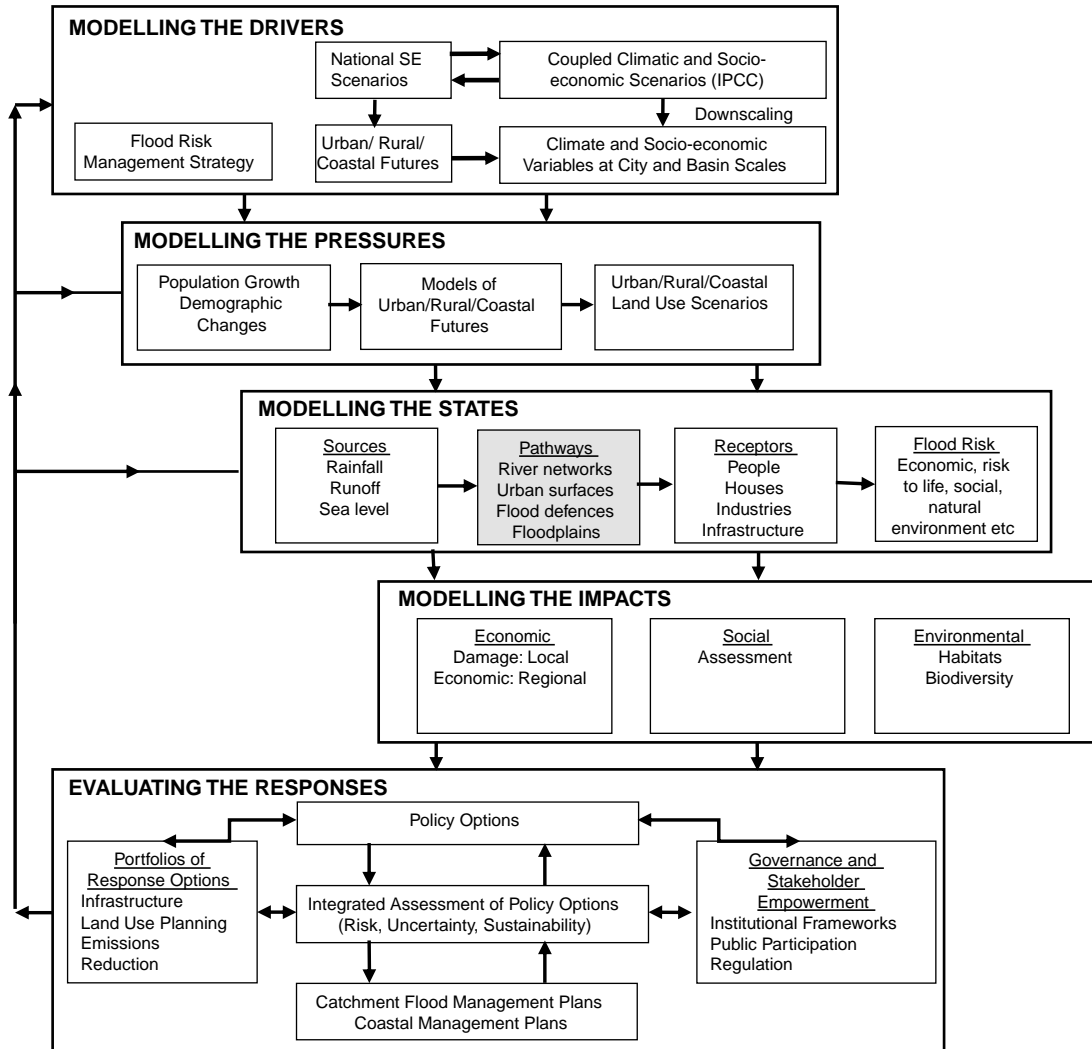 MODELLING THE DRIVERS
National SE
Scenarios
Coupled Climatic and Socio-
economic Scenarios (IPCC)
Downscaling
Flood Risk
Management Strategy
Urban/ Rural/
Coastal Futures
Climate and Socio-economic
Variables at City and Basin Scales
MODELLING THE PRESSURES
Population Growth
Demographic
Changes
Models of
Urban/Rural/Coastal
Futures
Urban/Rural/Coastal
Land Use Scenarios
MODELLING THE STATES
Sources
Rainfall
Runoff
Sea level
Pathways
River networks
Urban surfaces
Flood defences
Floodplains
Receptors
People
Houses
Industries
Infrastructure
Flood Risk
Economic, risk
to life, social,
natural
environment etc
MODELLING THE IMPACTS
Economic
Damage: Local
Economic: Regional
Social
Assessment
Environmental
Habitats
Biodiversity
EVALUATING THE RESPONSES
Policy Options
Portfolios of
Response Options
Infrastructure
Land Use Planning
Emissions
Reduction
Integrated Assessment of Policy Options
(Risk, Uncertainty, Sustainability)
Governance and
Stakeholder
Empowerment
Institutional Frameworks
Public Participation
Regulation
Catchment Flood Management Plans
Coastal Management Plans